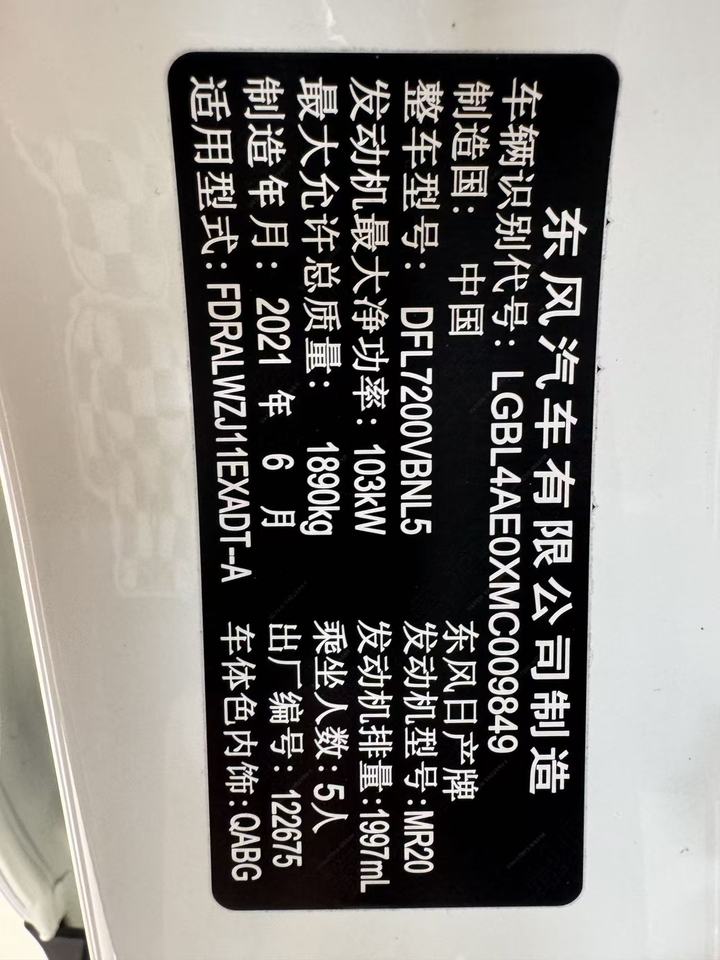 东风汽车有限公司制造
车辆识别代号: LGBL4AE0XMC009849
制造国: 中国 东风日产牌
整车型号: DFL7200VBNL5 发动机型号:MR20
发动机最大净功率: 103kW 发动机排量:1997mL
最大允许总质量: 1890kg 乘坐人数: 5人
制造年月: 2021 年 6 月 出厂编号: 122675
适用型式: FDRALWZJ11EXADT--A 车体色内饰: QABG